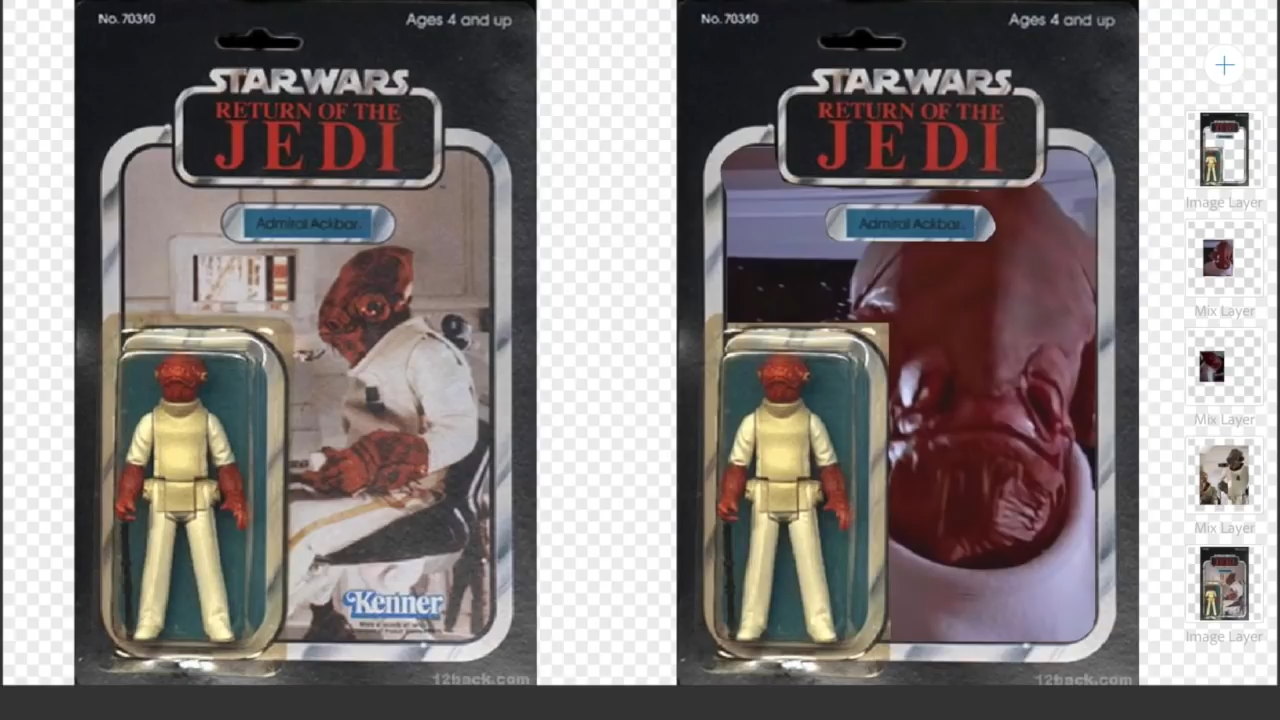 No. 70310
Ages 4 and up
STAR WARS
RETURN OF THE
JEDI
Admiral Ackbar
Kenner
12back.com
No. 70310
Ages 4 and up
STAR WARS
RETURN OF THE
JEDI
Admiral Ackbar
12back.com
Image Layer
Mix Layer
Mix Layer
Mix Layer
Image Layer